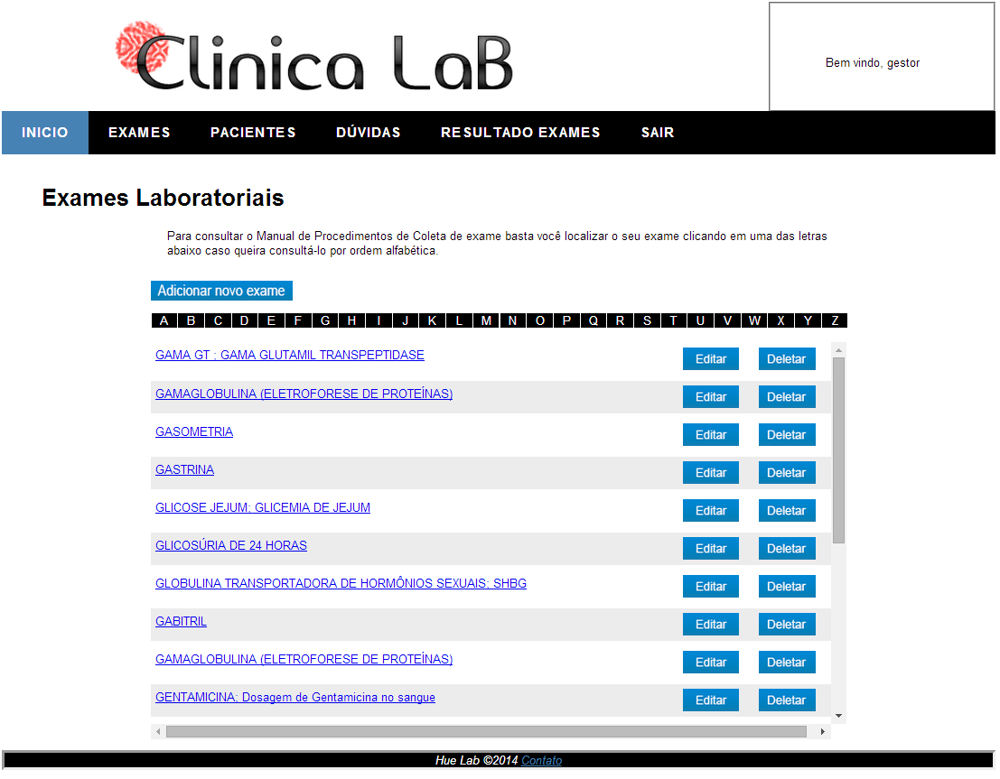 Clinica LaB
Bem vindo, gestor
INICIO EXAMES PACIENTES DÚVIDAS RESULTADO EXAMES SAIR
Exames Laboratoriais
Para consultar o Manual de Procedimentos de Coleta de exame basta você localizar o seu exame clicando em uma das letras
abaixo caso queira consultá-lo por ordem alfabética.
Adicionar novo exame
A B C D E F G H I J K L M N O P Q R S T U V W X Y Z
GAMA GT ; GAMA GLUTAMIL TRANSPEPTIDASE Editar Deletar
GAMAGLOBULINA (ELETROFORESE DE PROTEÍNAS) Editar Deletar
GASOMETRIA Editar Deletar
GASTRINA Editar Deletar
GLICOSE JEJUM; GLICEMIA DE JEJUM Editar Deletar
GLICOSÚRIA DE 24 HORAS Editar Deletar
GLOBULINA TRANSPORTADORA DE HORMÔNIOS SEXUAIS; SHBG Editar Deletar
GABITRIL Editar Deletar
GAMAGLOBULINA (ELETROFORESE DE PROTEÍNAS) Editar Deletar
GENTAMICINA; Dosagem de Gentamicina no sangue Editar Deletar
Hue Lab ©2014 Contato